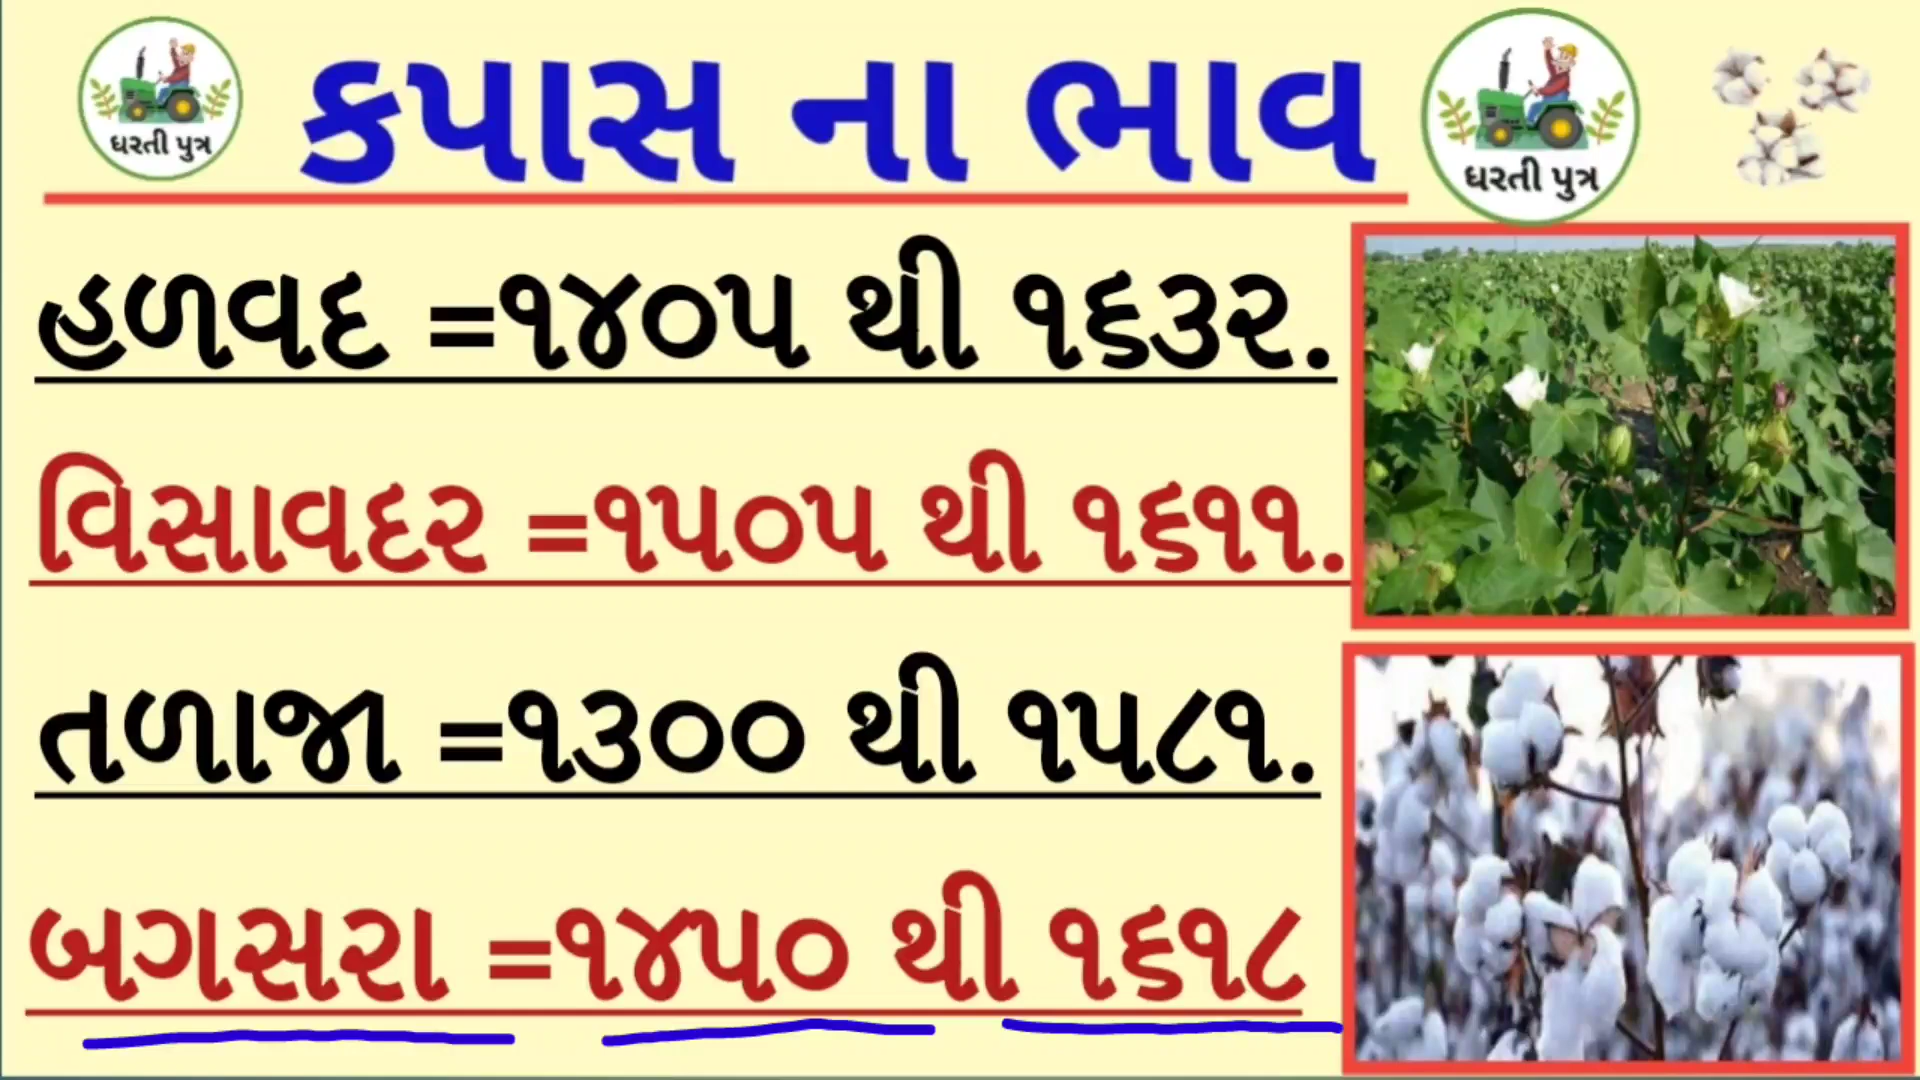 ધરતી પુત્ર
કપાસ ના ભાવ
ધરતી પુત્ર
હળવદ =૧૪૦૫ થી ૧૬૩૨.
વિસાવદર =૧૫૦૫ થી ૧૬૧૧.
તળાજા =૧૩૦૦ થી ૧૫૮૧.
બગસરા =૧૪૫૦ થી ૧૬૧૮